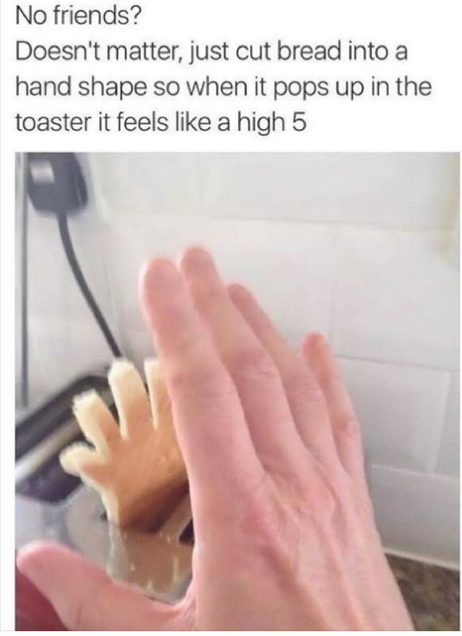 No friends?
Doesn't matter, just cut bread into a
hand shape so when it pops up in the
toaster it feels like a high 5